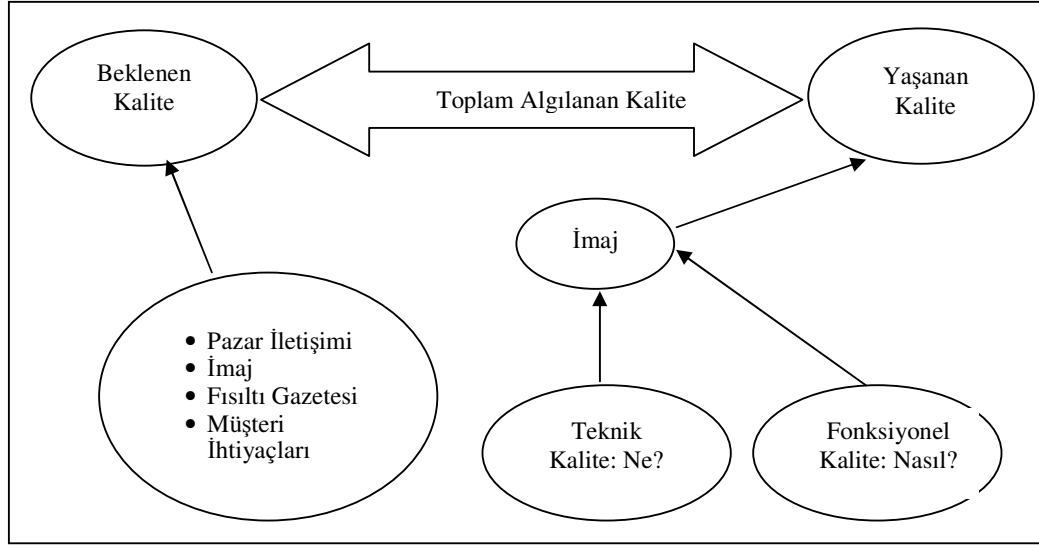 Beklenen
Kalite
Toplam Algılanan Kalite
Yaşanan
Kalite
İmaj
• Pazar İletişimi
• İmaj
• Fısıltı Gazetesi
• Müşteri
İhtiyaçları
Teknik
Kalite: Ne?
Fonksiyonel
Kalite: Nasıl?